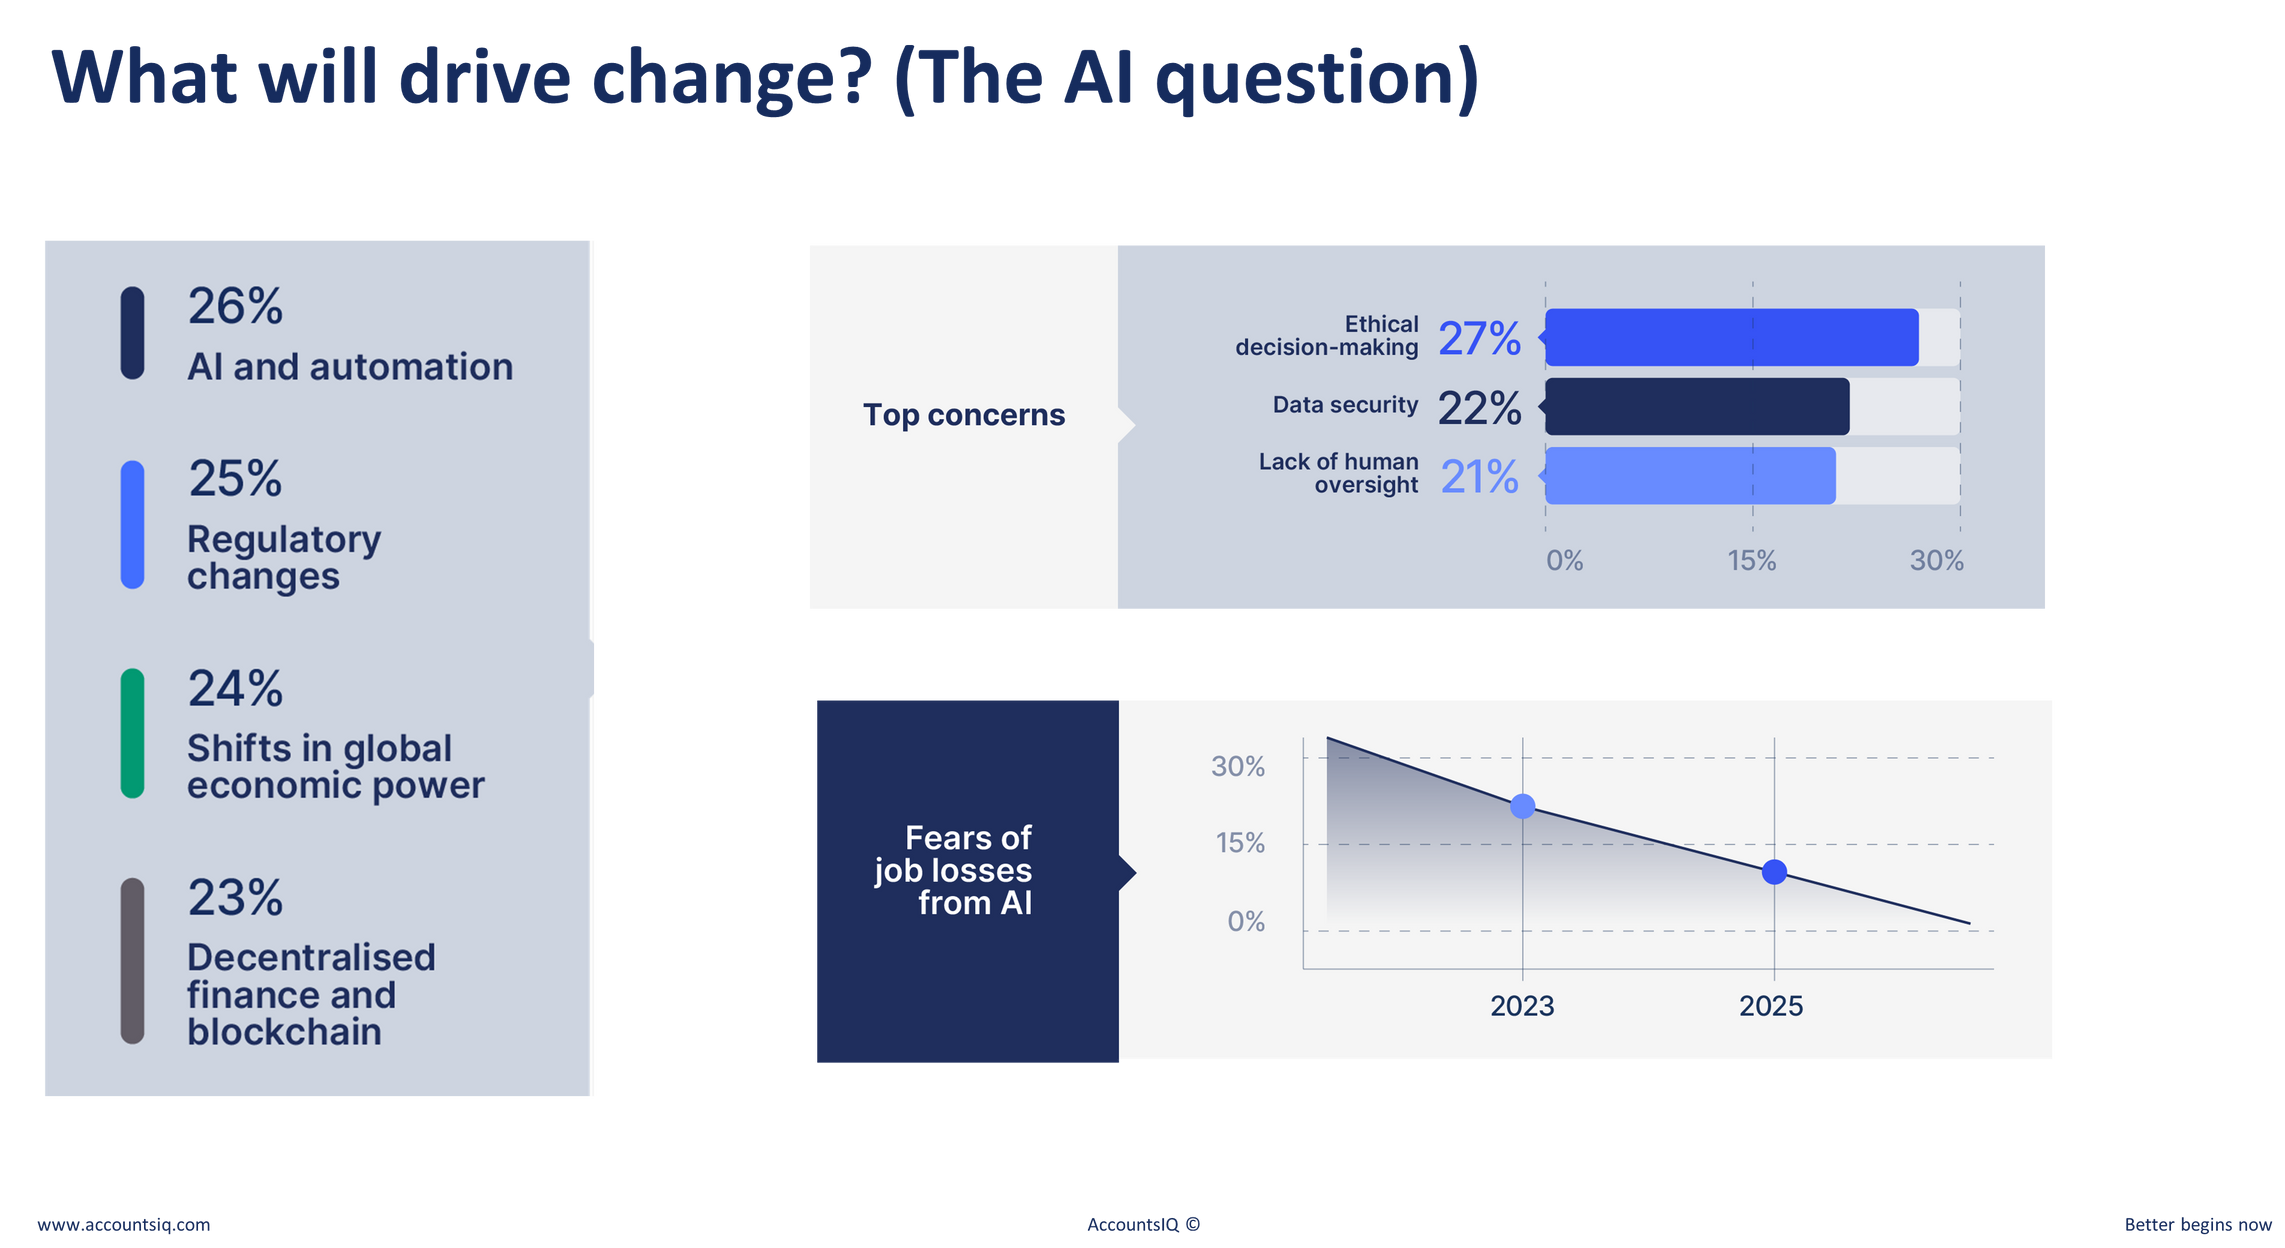 What will drive change? (The AI question)
26%
AI and automation
25%
Regulatory
changes
24%
Shifts in global
economic power
23%
Decentralised
finance and
blockchain
Top concerns
Ethical
decision-making
27%
Data security
22%
Lack of human
oversight
21%
0%
15%
30%
Fears of
job losses
from AI
30%
15%
0%
2023
2025
www.accountsiq.com
AccountsIQ ©
Better begins now